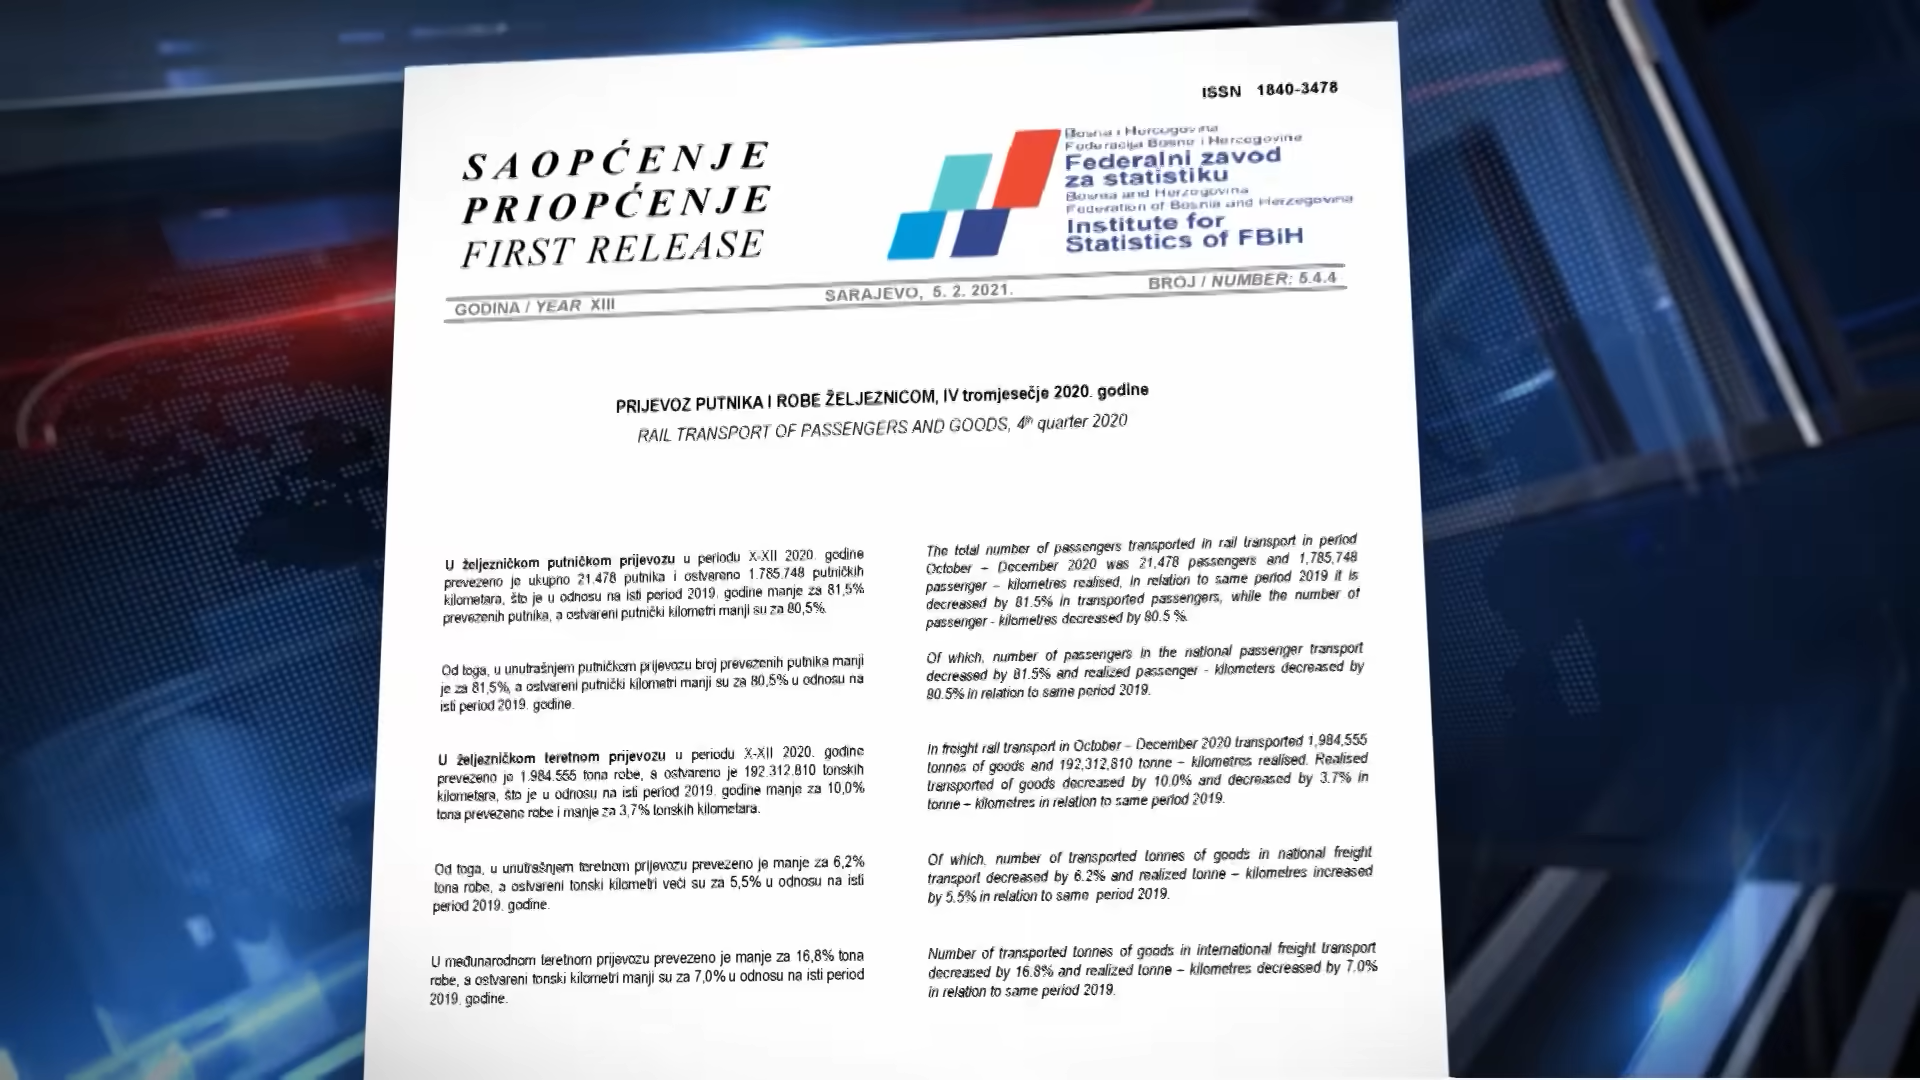 ISSN 1840-3478
SAOPĆENJE
PRIOPĆENJE
FIRST RELEASE
Bosna i Hercegovina
Federacija Bosne i Hercegovine
Federalni zavod
za statistiku
Bosnia and Herzegovina
Federation of Bosnia and Herzegovina
Institute for
Statistics of FBiH
GODINA / YEAR XIII
SARAJEVO, 5. 2. 2021.
BROJ / NUMBER: 5.4.4
PRIJEVOZ PUTNIKA I ROBE ŽELJEZNICOM, IV tromjesečje 2020. godine
RAIL TRANSPORT OF PASSENGERS AND GOODS, 4th quarter 2020
U željezničkom putničkom prijevozu u periodu X-XII 2020. godine
prevezeno je ukupno 21.478 putnika i ostvareno 1.785.748 putničkih
kilometara, što je u odnosu na isti period 2019. godine manje za 81,5%
prevezenih putnika, a ostvareni putnički kilometri manji su za 80,5%.
Od toga, u unutrašnjem putničkom prijevozu broj prevezenih putnika manji
je za 81,5%, a ostvareni putnički kilometri manji su za 80,5% u odnosu na
isti period 2019. godine.
U željezničkom teretnom prijevozu u periodu X-XII 2020. godine
prevezeno je 1.984.555 tona robe, a ostvareno je 192.312.810 tonskih
kilometara, što je u odnosu na isti period 2019. godine manje za 10,0%
tona prevezene robe i manje za 3,7% tonskih kilometara.
Od toga, u unutrašnjem teretnom prijevozu prevezeno je manje za 6,2%
tona robe, a ostvareni tonski kilometri veći su za 5,5% u odnosu na isti
period 2019. godine.
U međunarodnom teretnom prijevozu prevezeno je manje za 16,8% tona
robe, a ostvareni tonski kilometri manji su za 7,0% u odnosu na isti period
2019. godine.
The total number of passengers transported in rail transport in period
October – December 2020 was 21,478 passengers and 1,785,748
passenger – kilometres realised, in relation to same period 2019 it is
decreased by 81.5% in transported passengers, while the number of
passenger - kilometres decreased by 80.5 %.
Of which, number of passengers in the national passenger transport
decreased by 81.5% and realized passenger - kilometers decreased by
80.5% in relation to same period 2019.
In freight rail transport in October – December 2020 transported 1,984,555
tonnes of goods and 192,312,810 tonne – kilometres realised. Realised
transported of goods decreased by 10.0% and decreased by 3.7% in
tonne – kilometres in relation to same period 2019.
Of which, number of transported tonnes of goods in national freight
transport decreased by 6.2% and realized tonne – kilometres increased
by 5.5% in relation to same period 2019.
Number of transported tonnes of goods in international freight transport
decreased by 16.8% and realized tonne – kilometres decreased by 7.0%
in relation to same period 2019.